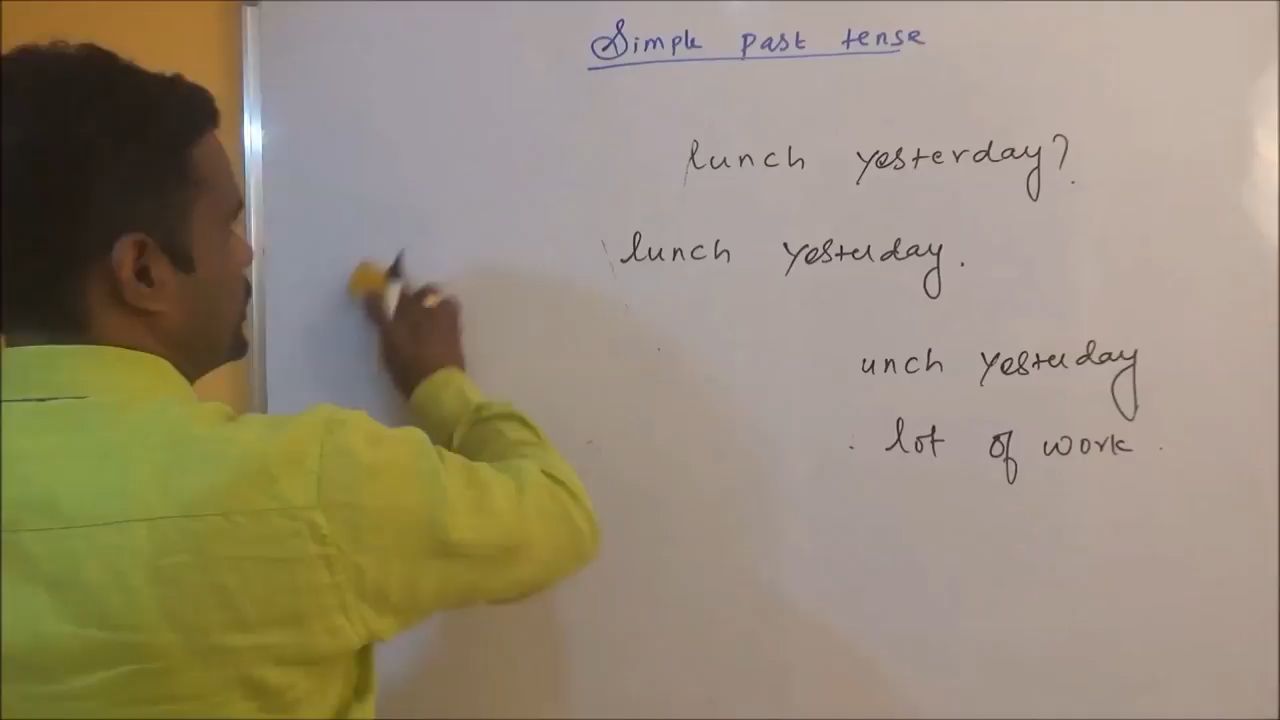 Simple past tense
lunch yesterday?
lunch yesterday.
unch yesterday
lot of work.